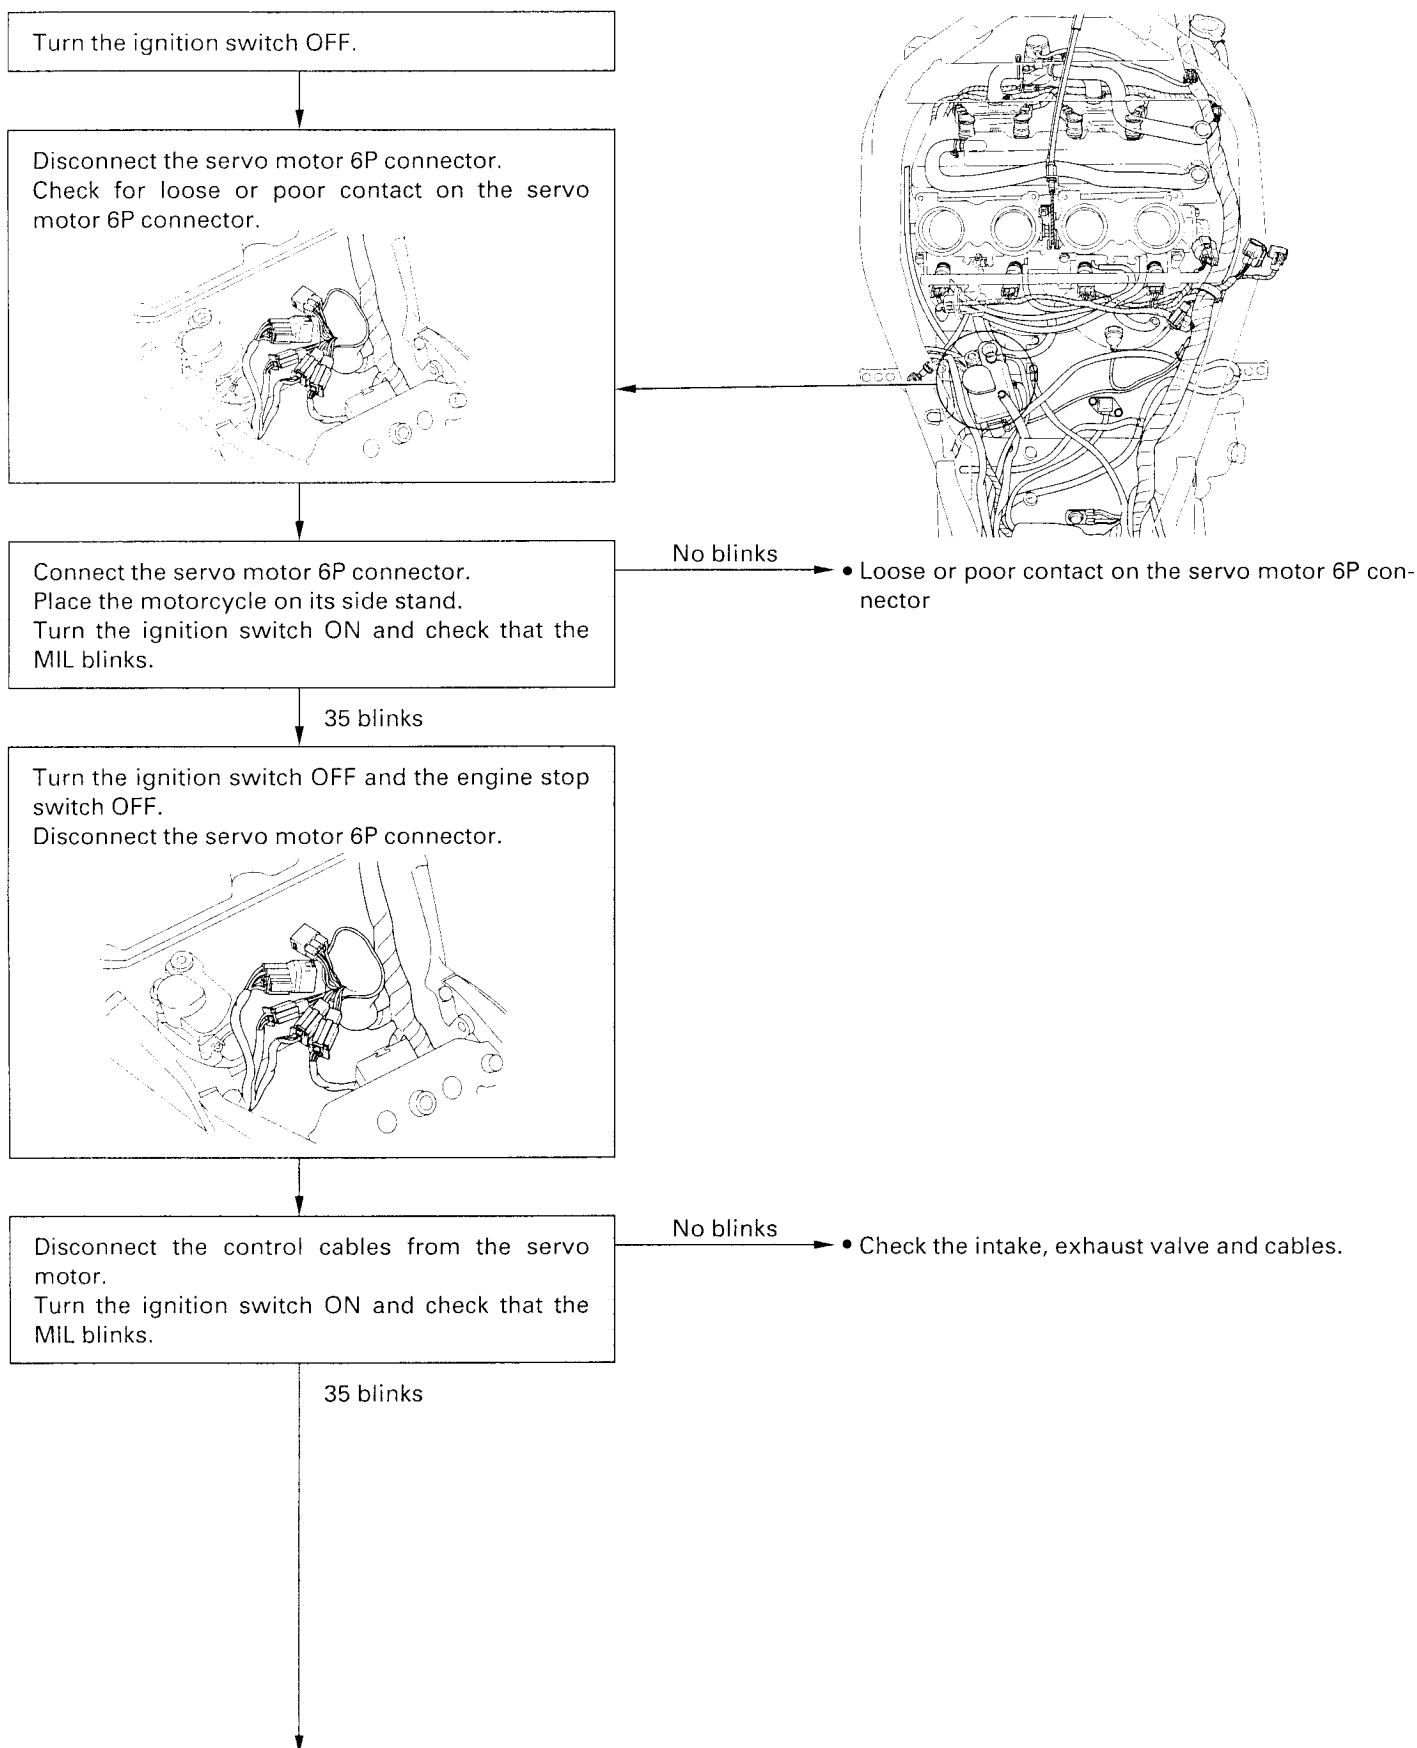 Turn the ignition switch OFF.
Disconnect the servo motor 6P connector.
Check for loose or poor contact on the servo
motor 6P connector.
Connect the servo motor 6P connector.
Place the motorcycle on its side stand.
Turn the ignition switch ON and check that the
MIL blinks.
No blinks
• Loose or poor contact on the servo motor 6P con-
nector
35 blinks
Turn the ignition switch OFF and the engine stop
switch OFF.
Disconnect the servo motor 6P connector.
Disconnect the control cables from the servo
motor.
Turn the ignition switch ON and check that the
MIL blinks.
No blinks
• Check the intake, exhaust valve and cables.
35 blinks